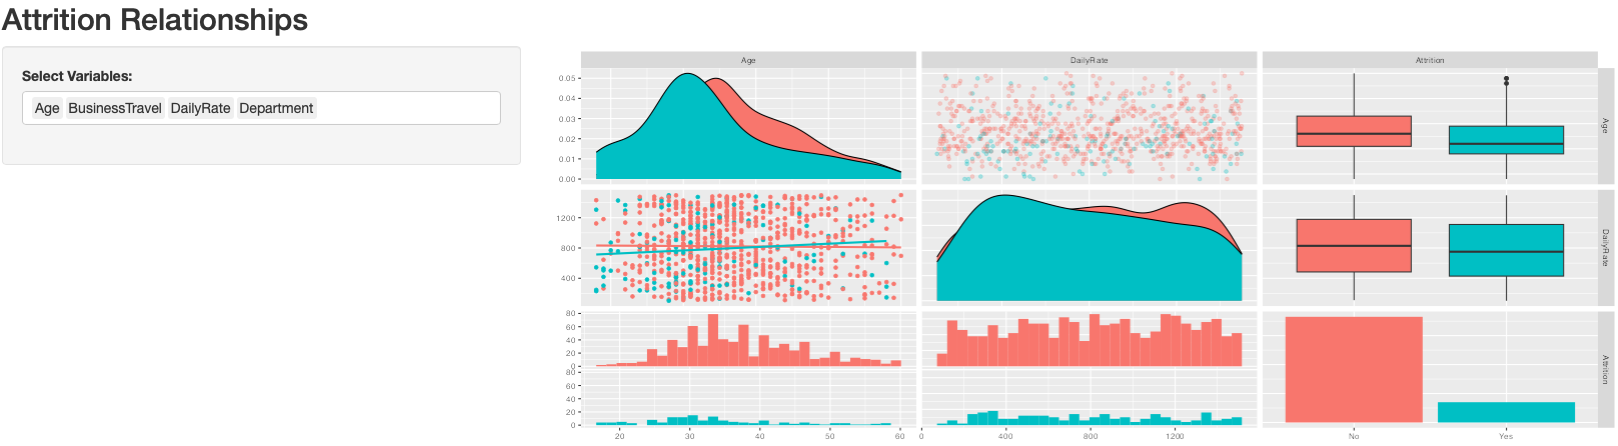 Attrition Relationships
Select Variables:
Age BusinessTravel DailyRate Department
Age DailyRate Attrition
0.05
0.04
0.03
0.02
0.01
0.00
Age
1200
800
400
DailyRate
80
60
40
20
0
80
60
40
20
0
Attrition
20 30 40 50 60 0 400 800 1200 No Yes